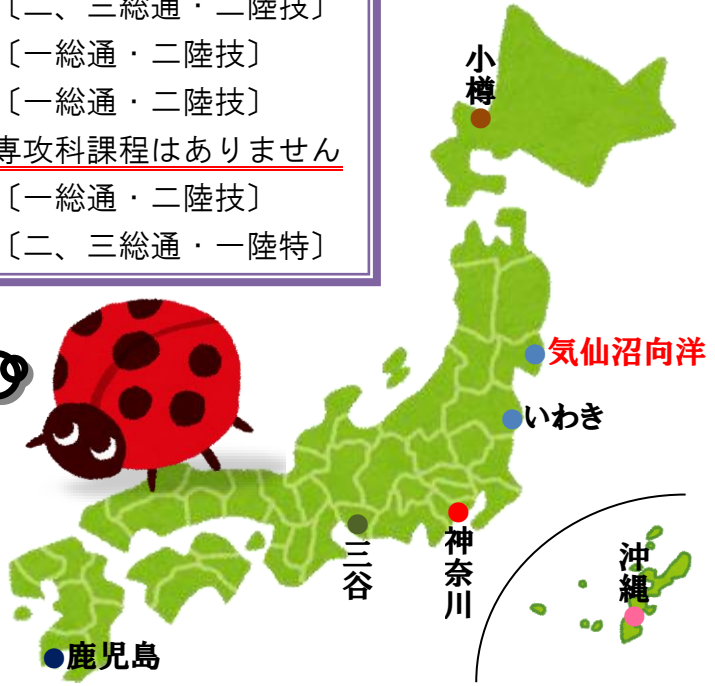 〔二、三総通・二陸技〕
〔一総通・二陸技〕
〔一総通・二陸技〕
専攻科課程はありません
〔一総通・二陸技〕
〔二、三総通・一陸特〕
小樽
気仙沼向洋
いわき
神奈川
三谷
沖縄
鹿児島